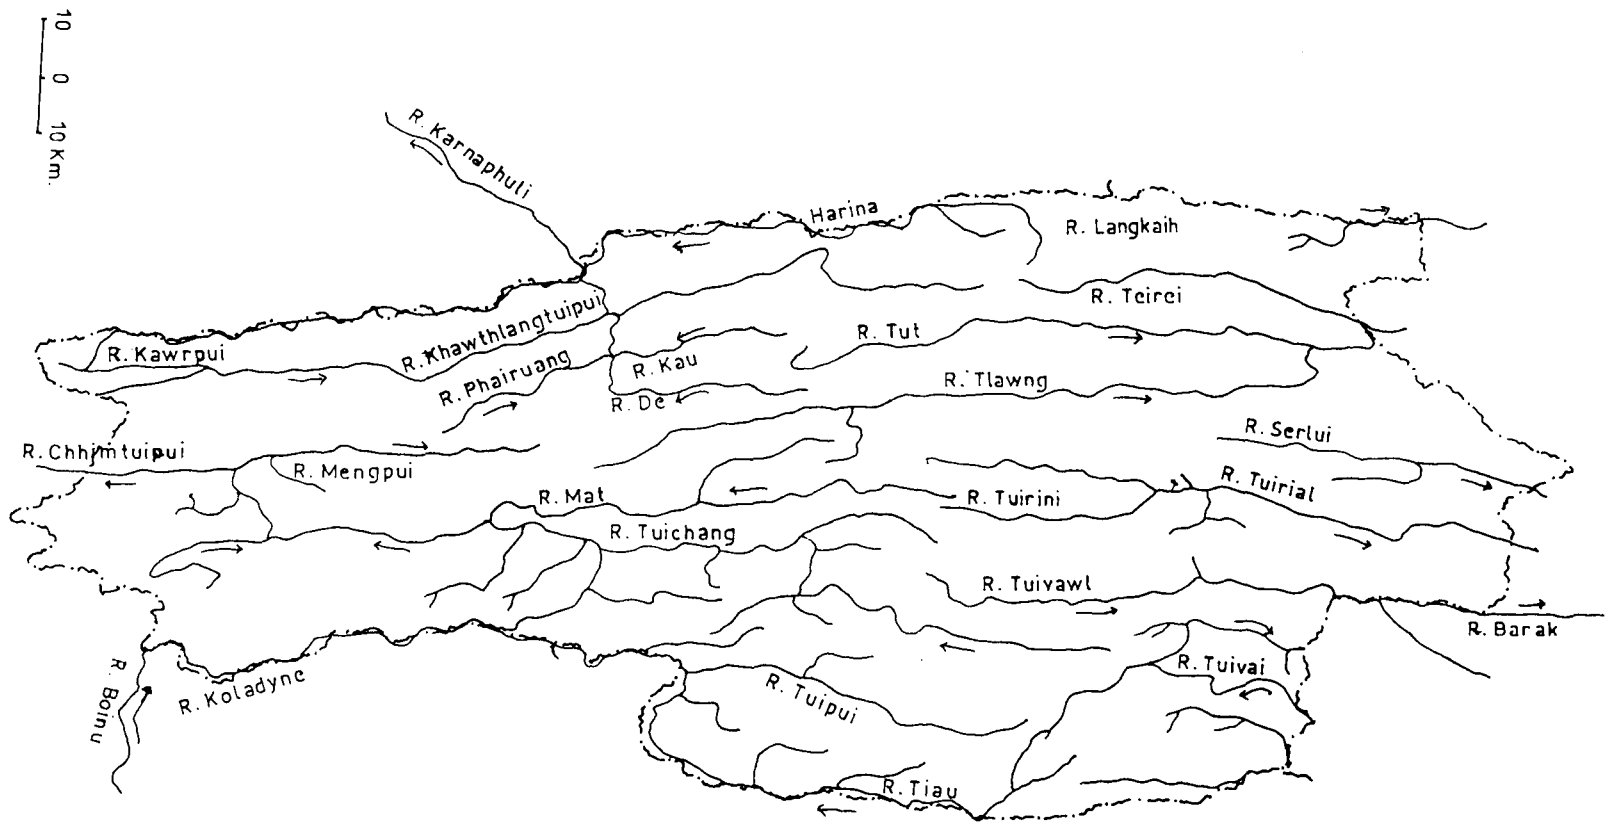 10 0 10 Km.
R. Karnaphuli
Harina
R. Langkaih
R. Teirei
R. Khawthlangtuipui
R. Tut
R. Kawrpui
R. Phairuang
R. Kau
R. Tlawng
R. De
R. Serlui
R. Chhimtuipui
R. Mengpui
R. Tuirial
R. Mat
R. Tuirini
R. Tuichang
R. Tuivawl
R. Barak
R. Tuivai
R. Boinu
R. Koladyne
R. Tuipui
R. Tiau